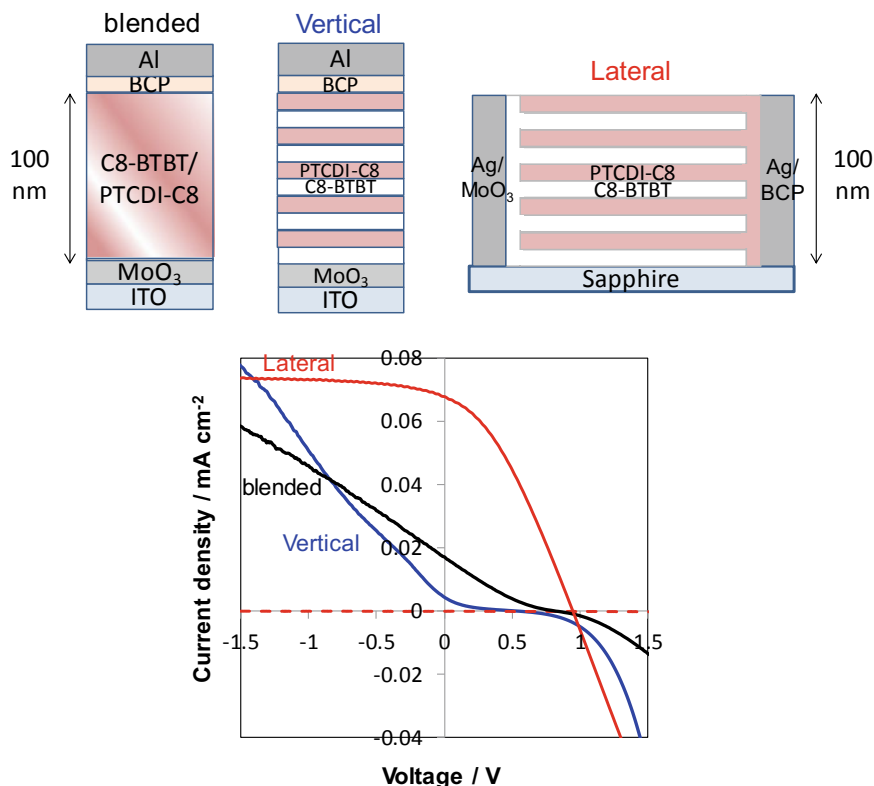 blended
Vertical
Lateral
Al
BCP
C8-BTBT/
PTCDI-C8
MoO₃
ITO
100
nm
Al
BCP
PTCDI-C8
C8-BTBT
MoO₃
ITO
Ag/
MoO₃
PTCDI-C8
C8-BTBT
Ag/
BCP
Sapphire
100
nm
Lateral
blended
Vertical
0.08
0.06
0.04
0.02
0
-0.02
-0.04
-1.5 -1 -0.5 0 0.5 1 1.5
Current density / mA cm⁻²
Voltage / V